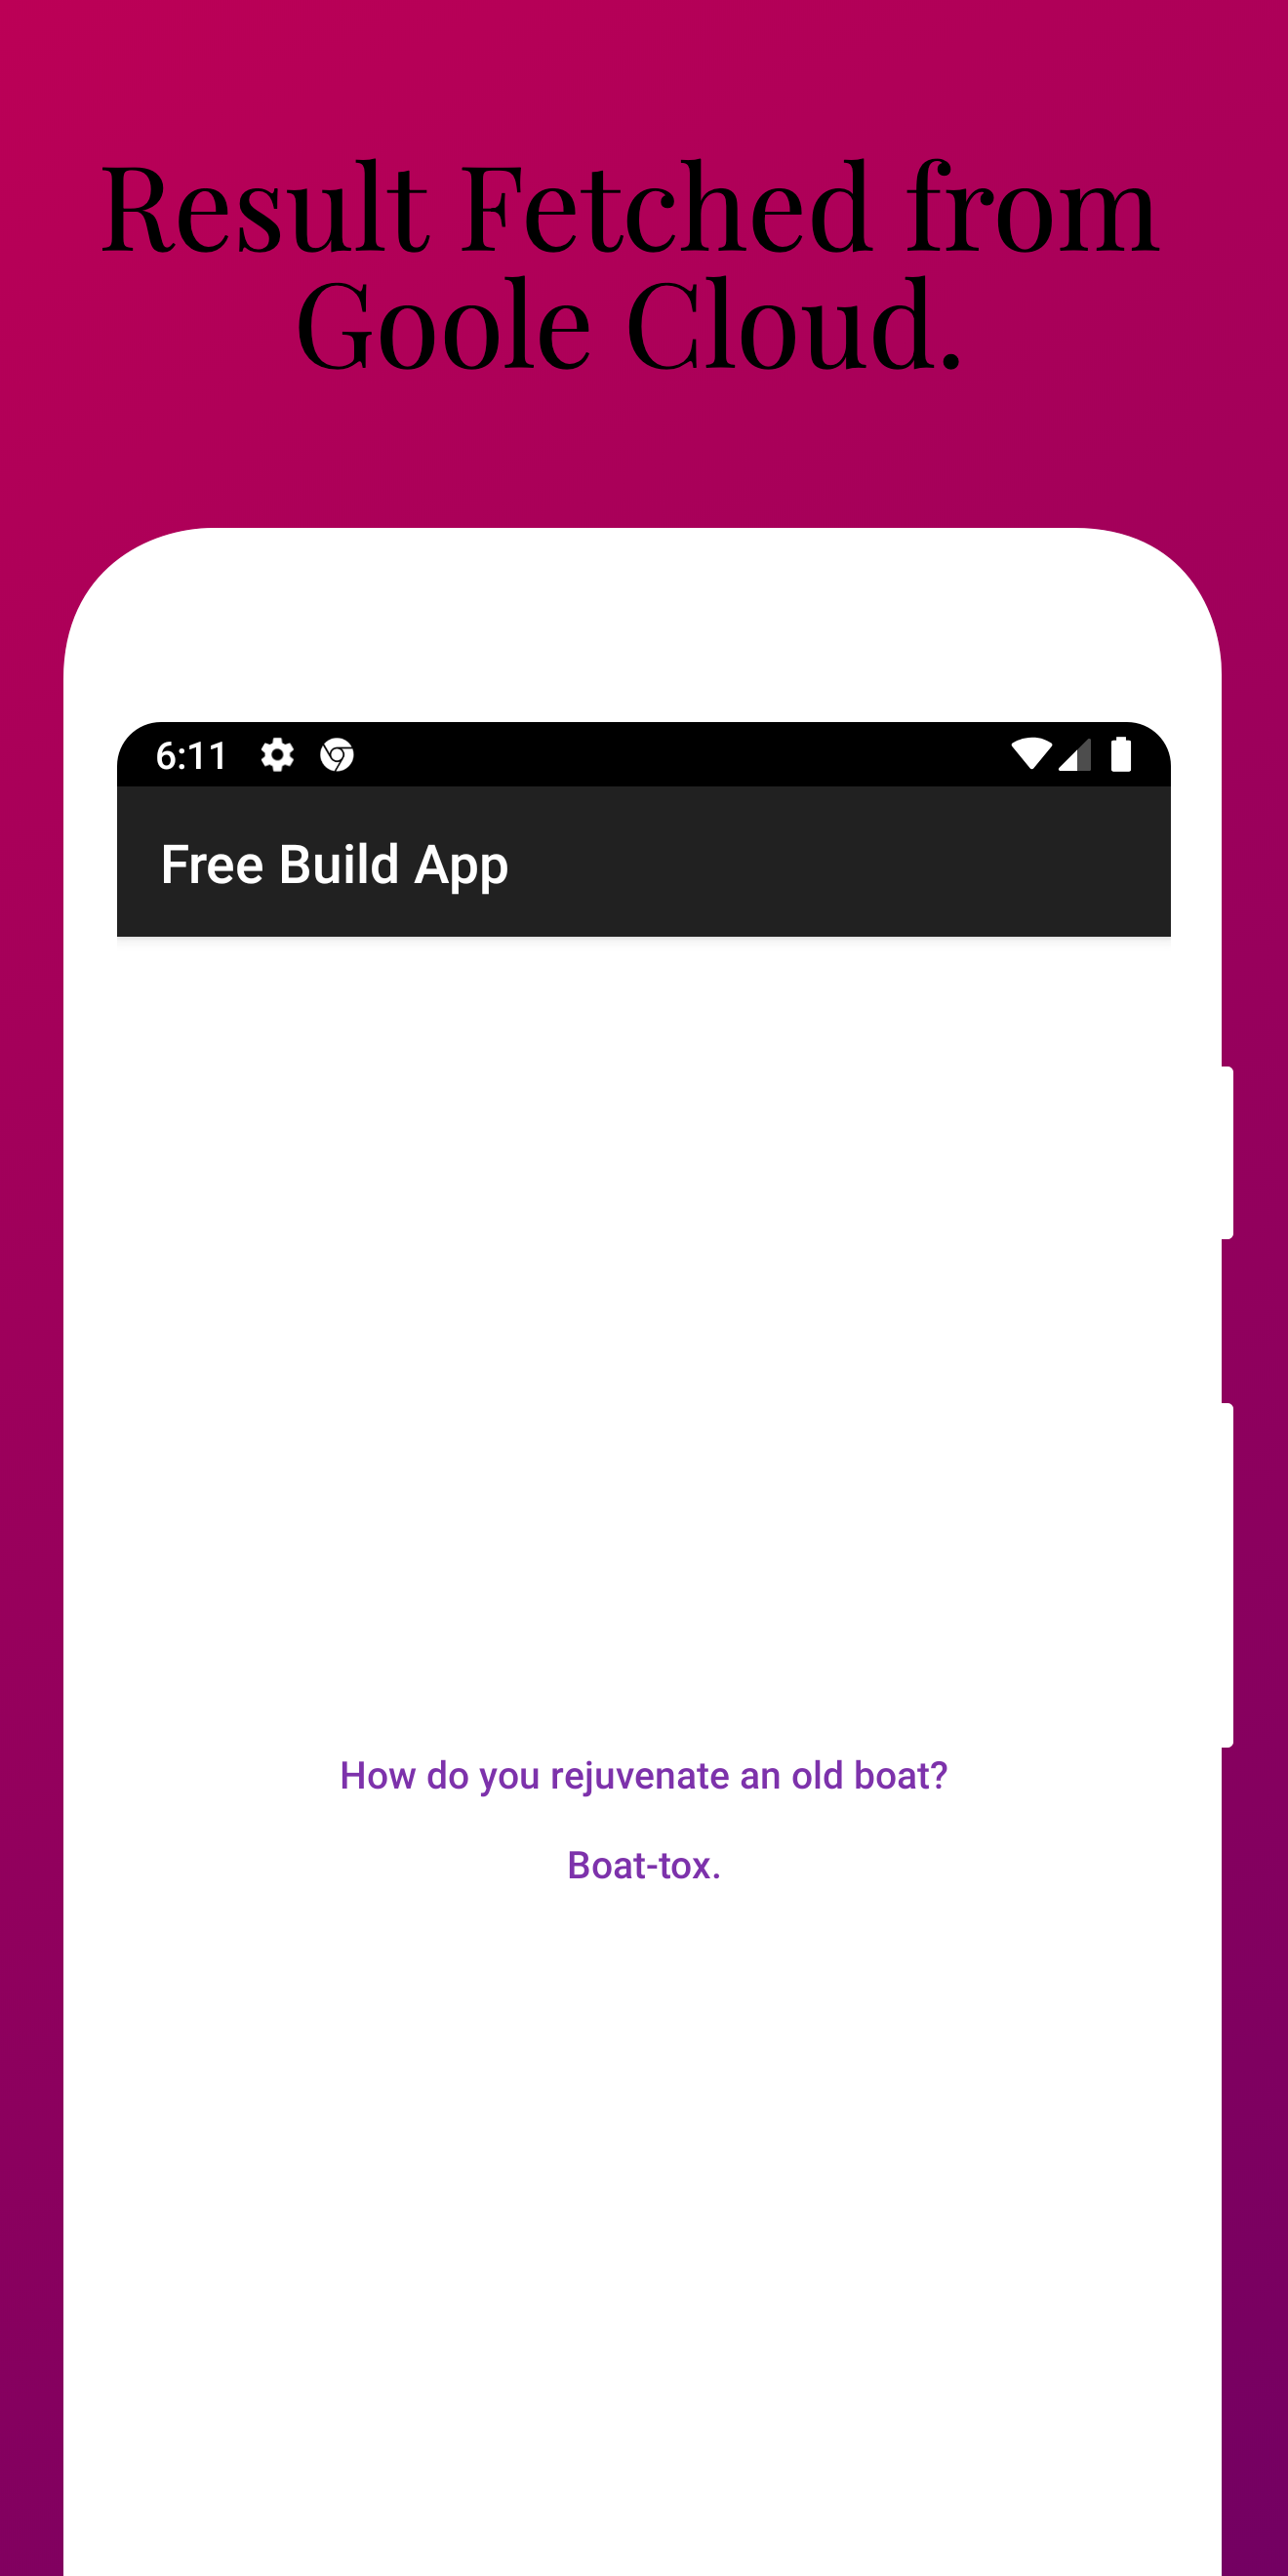 Result Fetched from
Goole Cloud.
6:11
Free Build App
How do you rejuvenate an old boat?
Boat-tox.